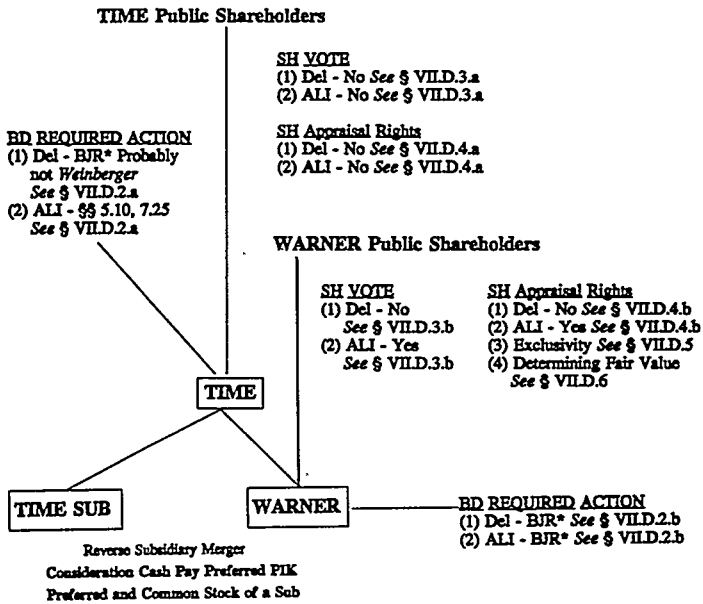 TIME Public Shareholders
SH VOTE
(1) Del - No See § VII.D.3.a
(2) ALI - No See § VII.D.3.a
SH Appraisal Rights
(1) Del - No See § VII.D.4.a
(2) ALI - No See § VII.D.4.a
BD REQUIRED ACTION
(1) Del - BJR* Probably
not Weinberger
See § VII.D.2.a
(2) ALI - §§ 5.10, 7.25
See § VII.D.2.a
WARNER Public Shareholders
SH VOTE
(1) Del - No
See § VII.D.3.b
(2) ALI - Yes
See § VII.D.3.b
SH Appraisal Rights
(1) Del - No See § VII.D.4.b
(2) ALI - Yes See § VII.D.4.b
(3) Exclusivity See § VII.D.5
(4) Determining Fair Value
See § VII.D.6
TIME
TIME SUB
WARNER
BD REQUIRED ACTION
(1) Del - BJR* See § VII.D.2.b
(2) ALI - BJR* See § VII.D.2.b
Reverse Subsidiary Merger
Consideration Cash Pay Preferred PIK
Preferred and Common Stock of a Sub